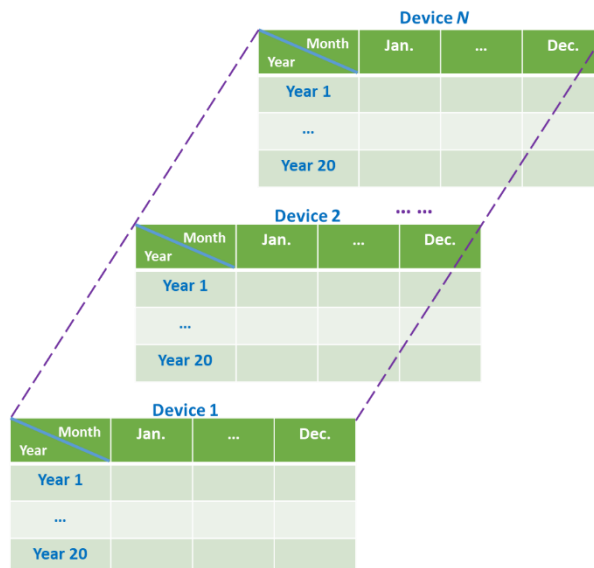 Device N
Month Jan. ... Dec.
Year
Year 1
...
Year 20
... ...
Device 2
Month Jan. ... Dec.
Year
Year 1
...
Year 20
Device 1
Month Jan. ... Dec.
Year
Year 1
...
Year 20